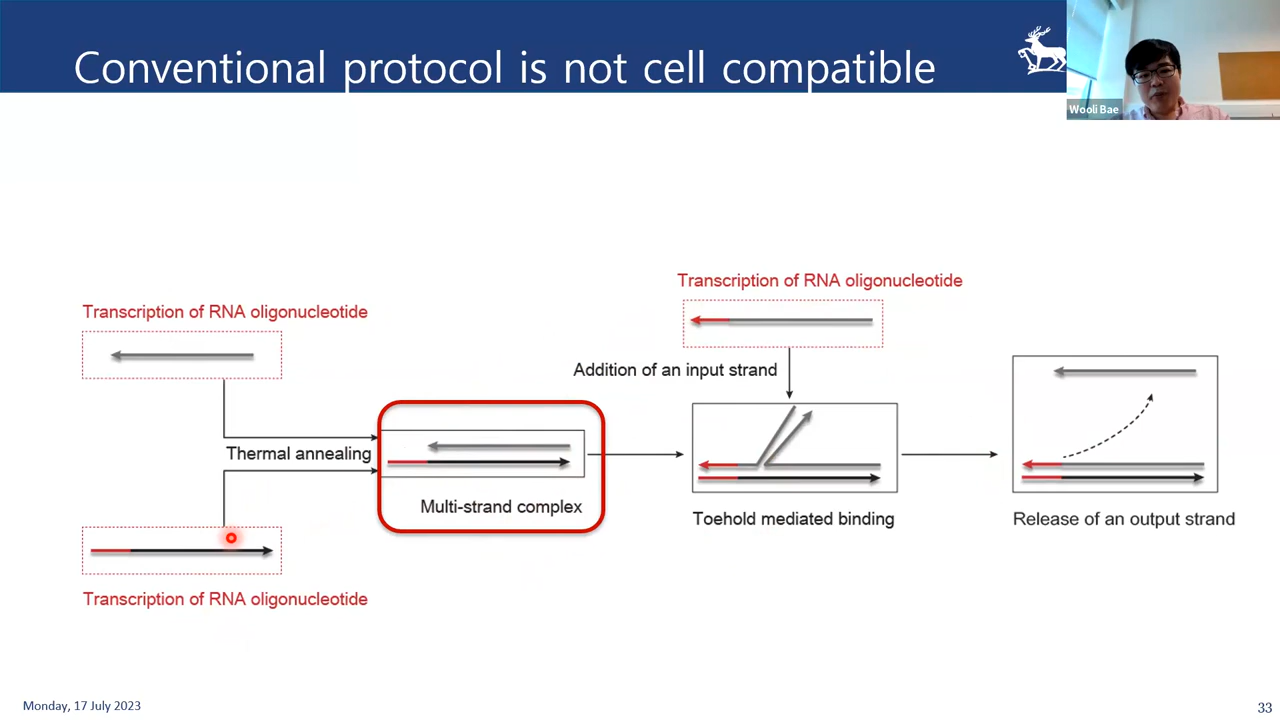 Conventional protocol is not cell compatible
Wooli Bae
Transcription of RNA oligonucleotide
Transcription of RNA oligonucleotide
Addition of an input strand
Thermal annealing
Multi-strand complex
Toehold mediated binding
Release of an output strand
Transcription of RNA oligonucleotide
Monday, 17 July 2023
33